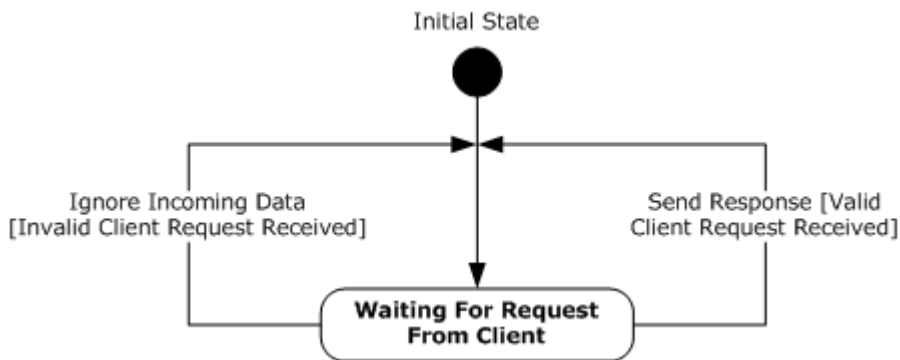 Initial State
Ignore Incoming Data
[Invalid Client Request Received]
Send Response [Valid
Client Request Received]
Waiting For Request
From Client